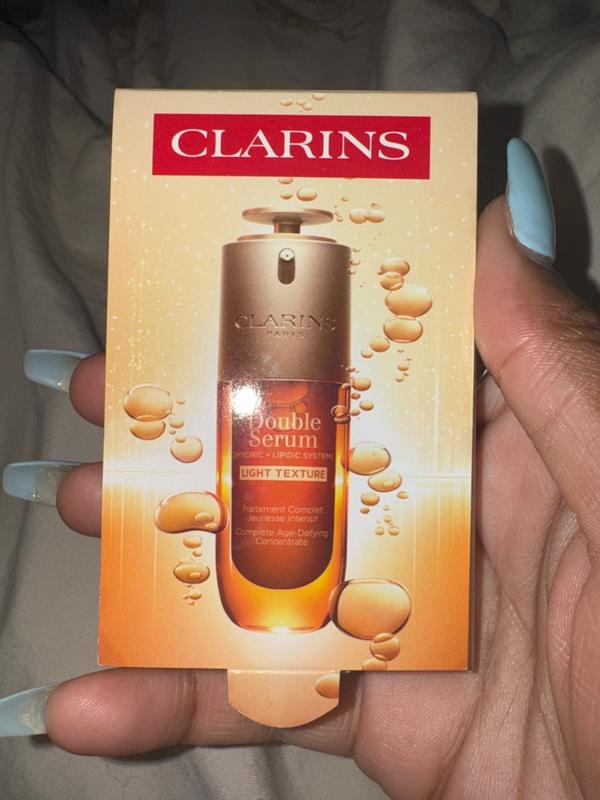 CLARINS
CLARINS
PARIS
Double
Serum
[HYDRIC + LIPIDIC SYSTEM]
LIGHT TEXTURE
Traitement Complet
Jeunesse Intensif
Complete Age-Defying
Concentrate